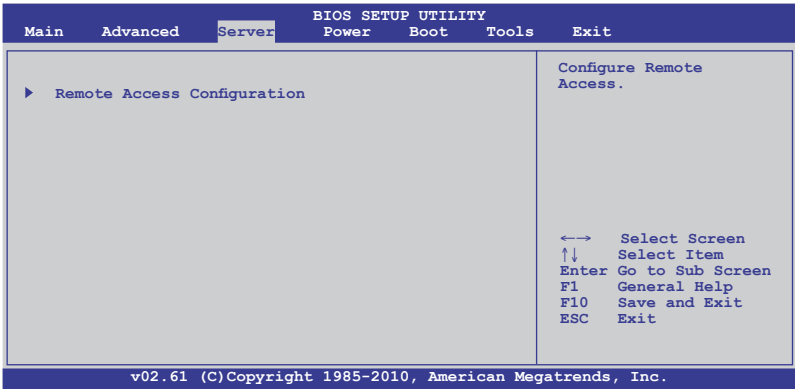 BIOS SETUP UTILITY
Main Advanced Server Power Boot Tools Exit
Remote Access Configuration
Configure Remote
Access.
←→ Select Screen
↑↓ Select Item
Enter Go to Sub Screen
F1 General Help
F10 Save and Exit
ESC Exit
v02.61 (C)Copyright 1985-2010, American Megatrends, Inc.